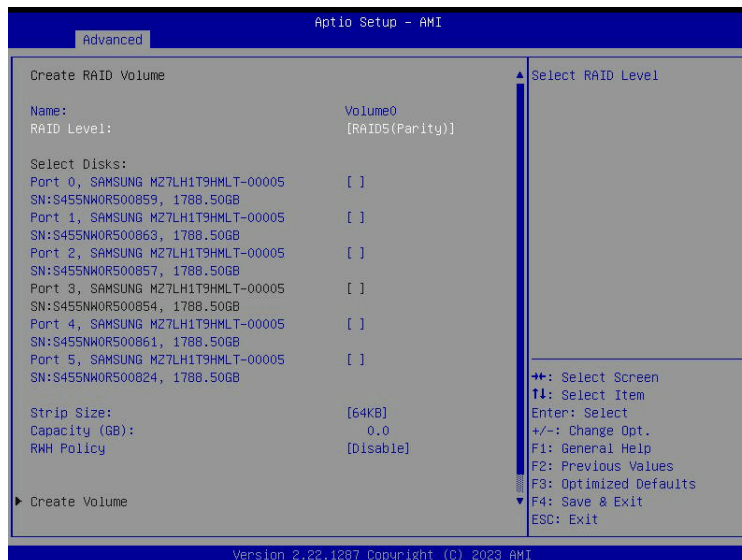 Aptio Setup - AMI
Advanced
Create RAID Volume
Select RAID Level
Name: Volume0
RAID Level: [RAID5(Parity)]
Select Disks:
Port 0, SAMSUNG MZ7LH1T9HMLT-00005 [ ]
SN:S455NW0R500859, 1788.50GB
Port 1, SAMSUNG MZ7LH1T9HMLT-00005 [ ]
SN:S455NW0R500863, 1788.50GB
Port 2, SAMSUNG MZ7LH1T9HMLT-00005 [ ]
SN:S455NW0R500857, 1788.50GB
Port 3, SAMSUNG MZ7LH1T9HMLT-00005 [ ]
SN:S455NW0R500854, 1788.50GB
Port 4, SAMSUNG MZ7LH1T9HMLT-00005 [ ]
SN:S455NW0R500861, 1788.50GB
Port 5, SAMSUNG MZ7LH1T9HMLT-00005 [ ]
SN:S455NW0R500824, 1788.50GB
Strip Size: [64KB]
Capacity (GB): 0.0
RWH Policy [Disable]
► Create Volume
→←: Select Screen
↑↓: Select Item
Enter: Select
+/-: Change Opt.
F1: General Help
F2: Previous Values
F3: Optimized Defaults
F4: Save & Exit
ESC: Exit
Version 2.22.1287 Copyright (C) 2023 AMI